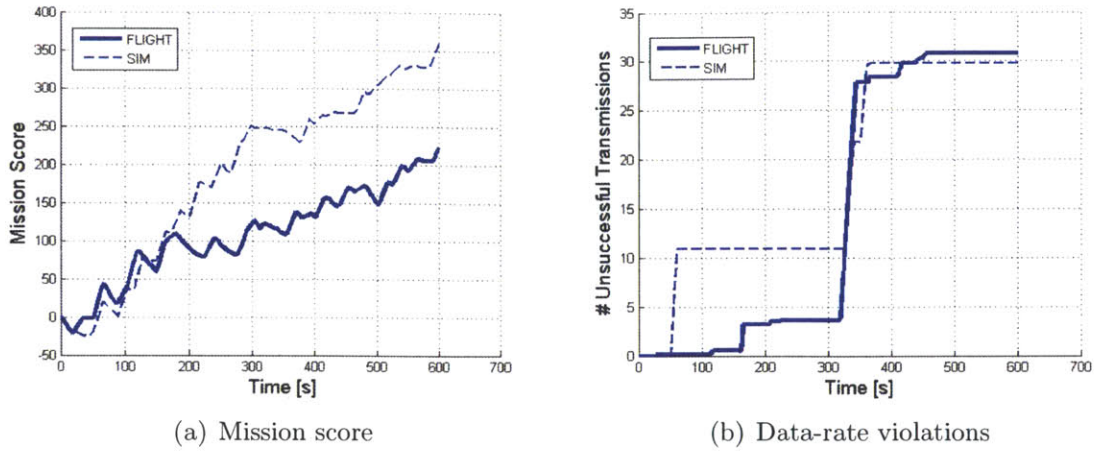 400
350
300
250
200
150
100
50
0
-50
FLIGHT
SIM
Mission Score
0 100 200 300 400 500 600 700
Time [s]
(a) Mission score
35
30
25
20
15
10
5
0
FLIGHT
SIM
# Unsuccessful Transmissions
0 100 200 300 400 500 600 700
Time [s]
(b) Data-rate violations